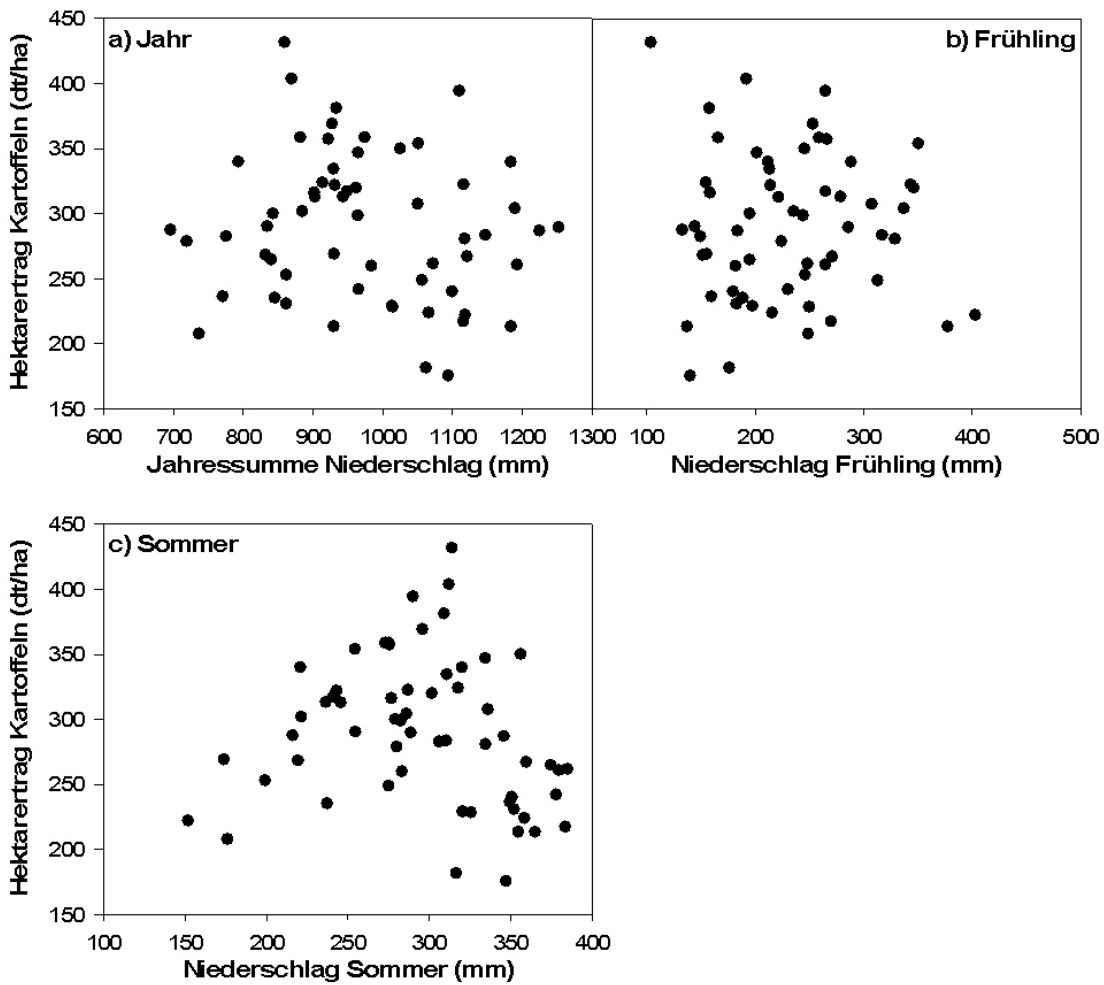 450
400
350
300
250
200
150
Hektarertrag Kartoffeln (dt/ha)
a) Jahr
b) Frühling
600 700 800 900 1000 1100 1200 1300 100 200 300 400 500
Jahressumme Niederschlag (mm)
Niederschlag Frühling (mm)
450
400
350
300
250
200
150
Hektarertrag Kartoffeln (dt/ha)
c) Sommer
100 150 200 250 300 350 400
Niederschlag Sommer (mm)